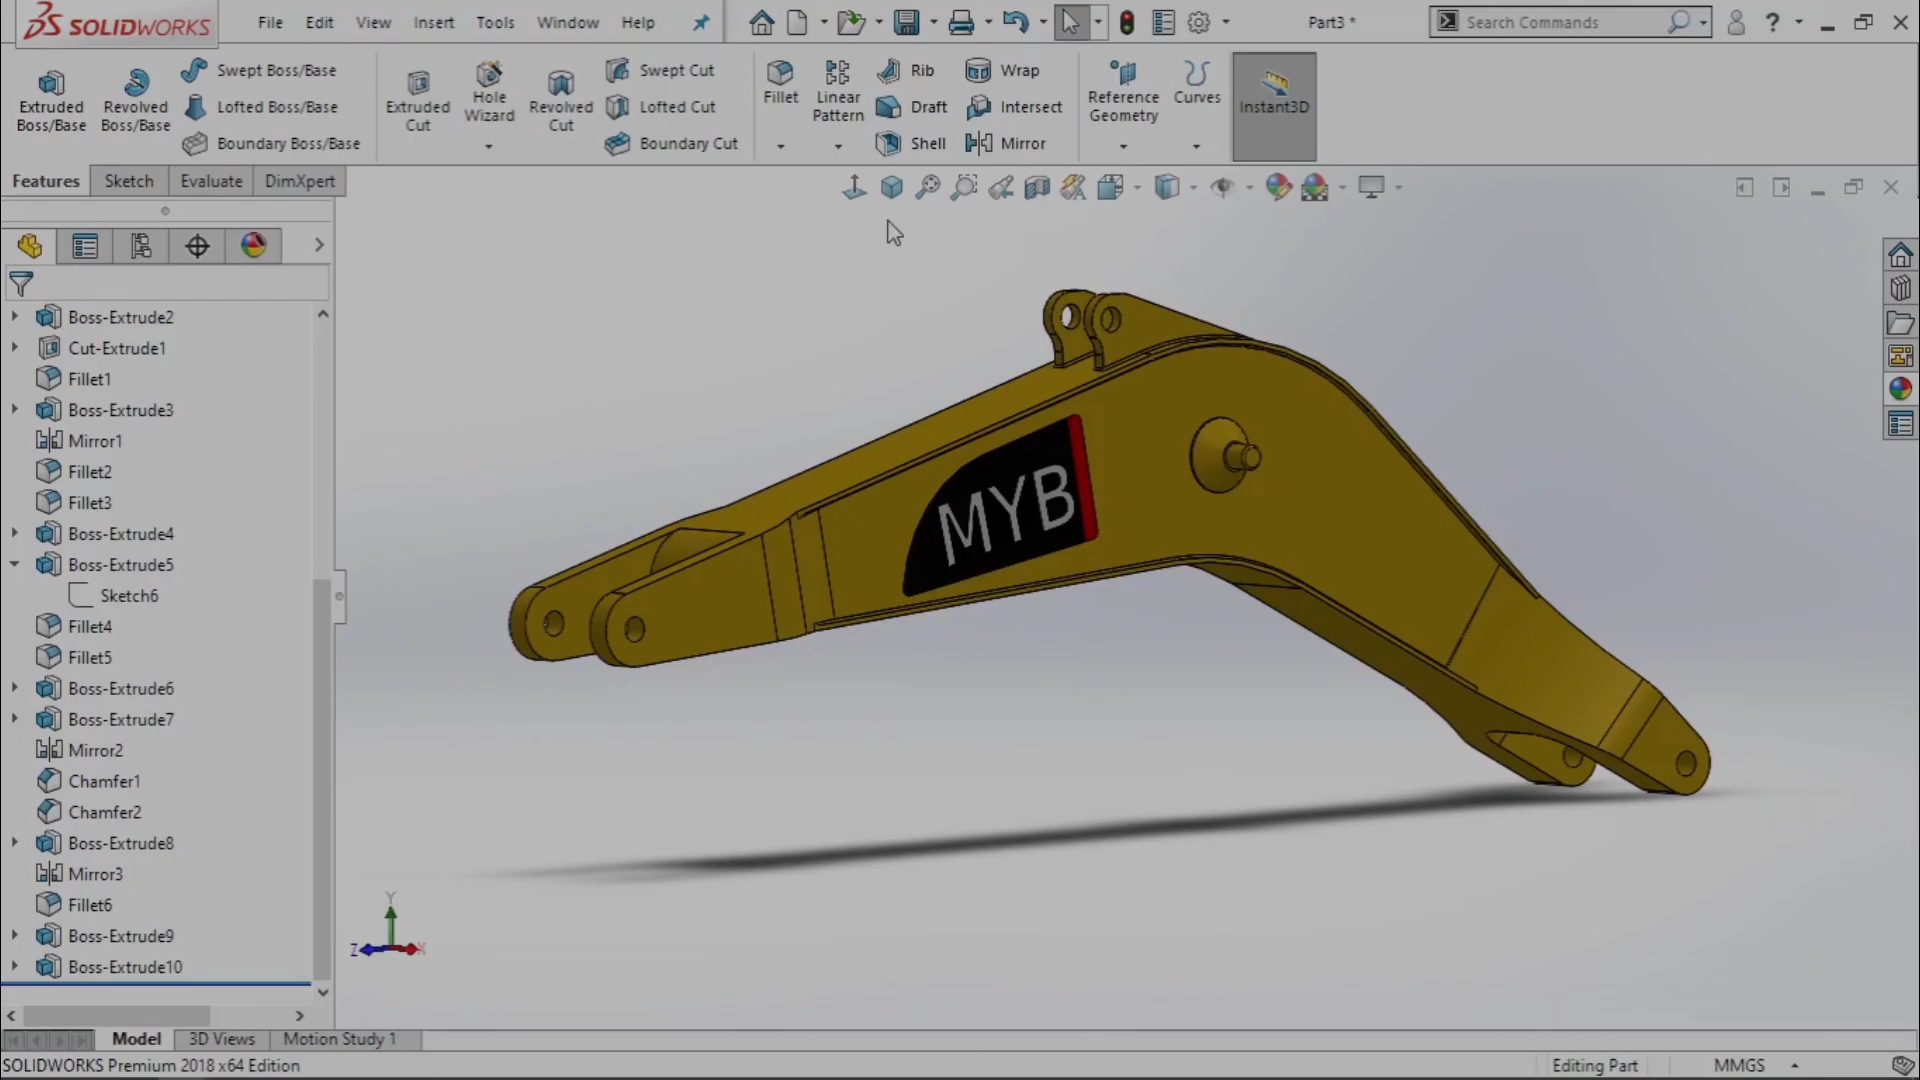 SOLIDWORKS File Edit View Insert Tools Window Help Part3 * Search Commands ?
Extruded Boss/Base
Revolved Boss/Base
Swept Boss/Base
Lofted Boss/Base
Boundary Boss/Base
Extruded Cut
Hole Wizard
Revolved Cut
Swept Cut
Lofted Cut
Boundary Cut
Fillet
Linear Pattern
Rib
Draft
Shell
Wrap
Intersect
Mirror
Reference Geometry
Curves
Instant3D
Features Sketch Evaluate DimXpert
Boss-Extrude2
Cut-Extrude1
Fillet1
Boss-Extrude3
Mirror1
Fillet2
Fillet3
Boss-Extrude4
Boss-Extrude5
Sketch6
Fillet4
Fillet5
Boss-Extrude6
Boss-Extrude7
Mirror2
Chamfer1
Chamfer2
Boss-Extrude8
Mirror3
Fillet6
Boss-Extrude9
Boss-Extrude10
MYB
Y
Z X
Model 3D Views Motion Study 1
SOLIDWORKS Premium 2018 x64 Edition Editing Part MMGS